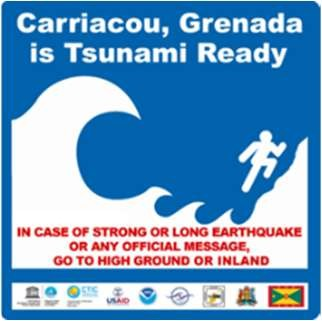 Carriacou, Grenada
is Tsunami Ready
IN CASE OF STRONG OR LONG EARTHQUAKE
OR ANY OFFICIAL MESSAGE,
GO TO HIGH GROUND OR INLAND
CTIC
USAID